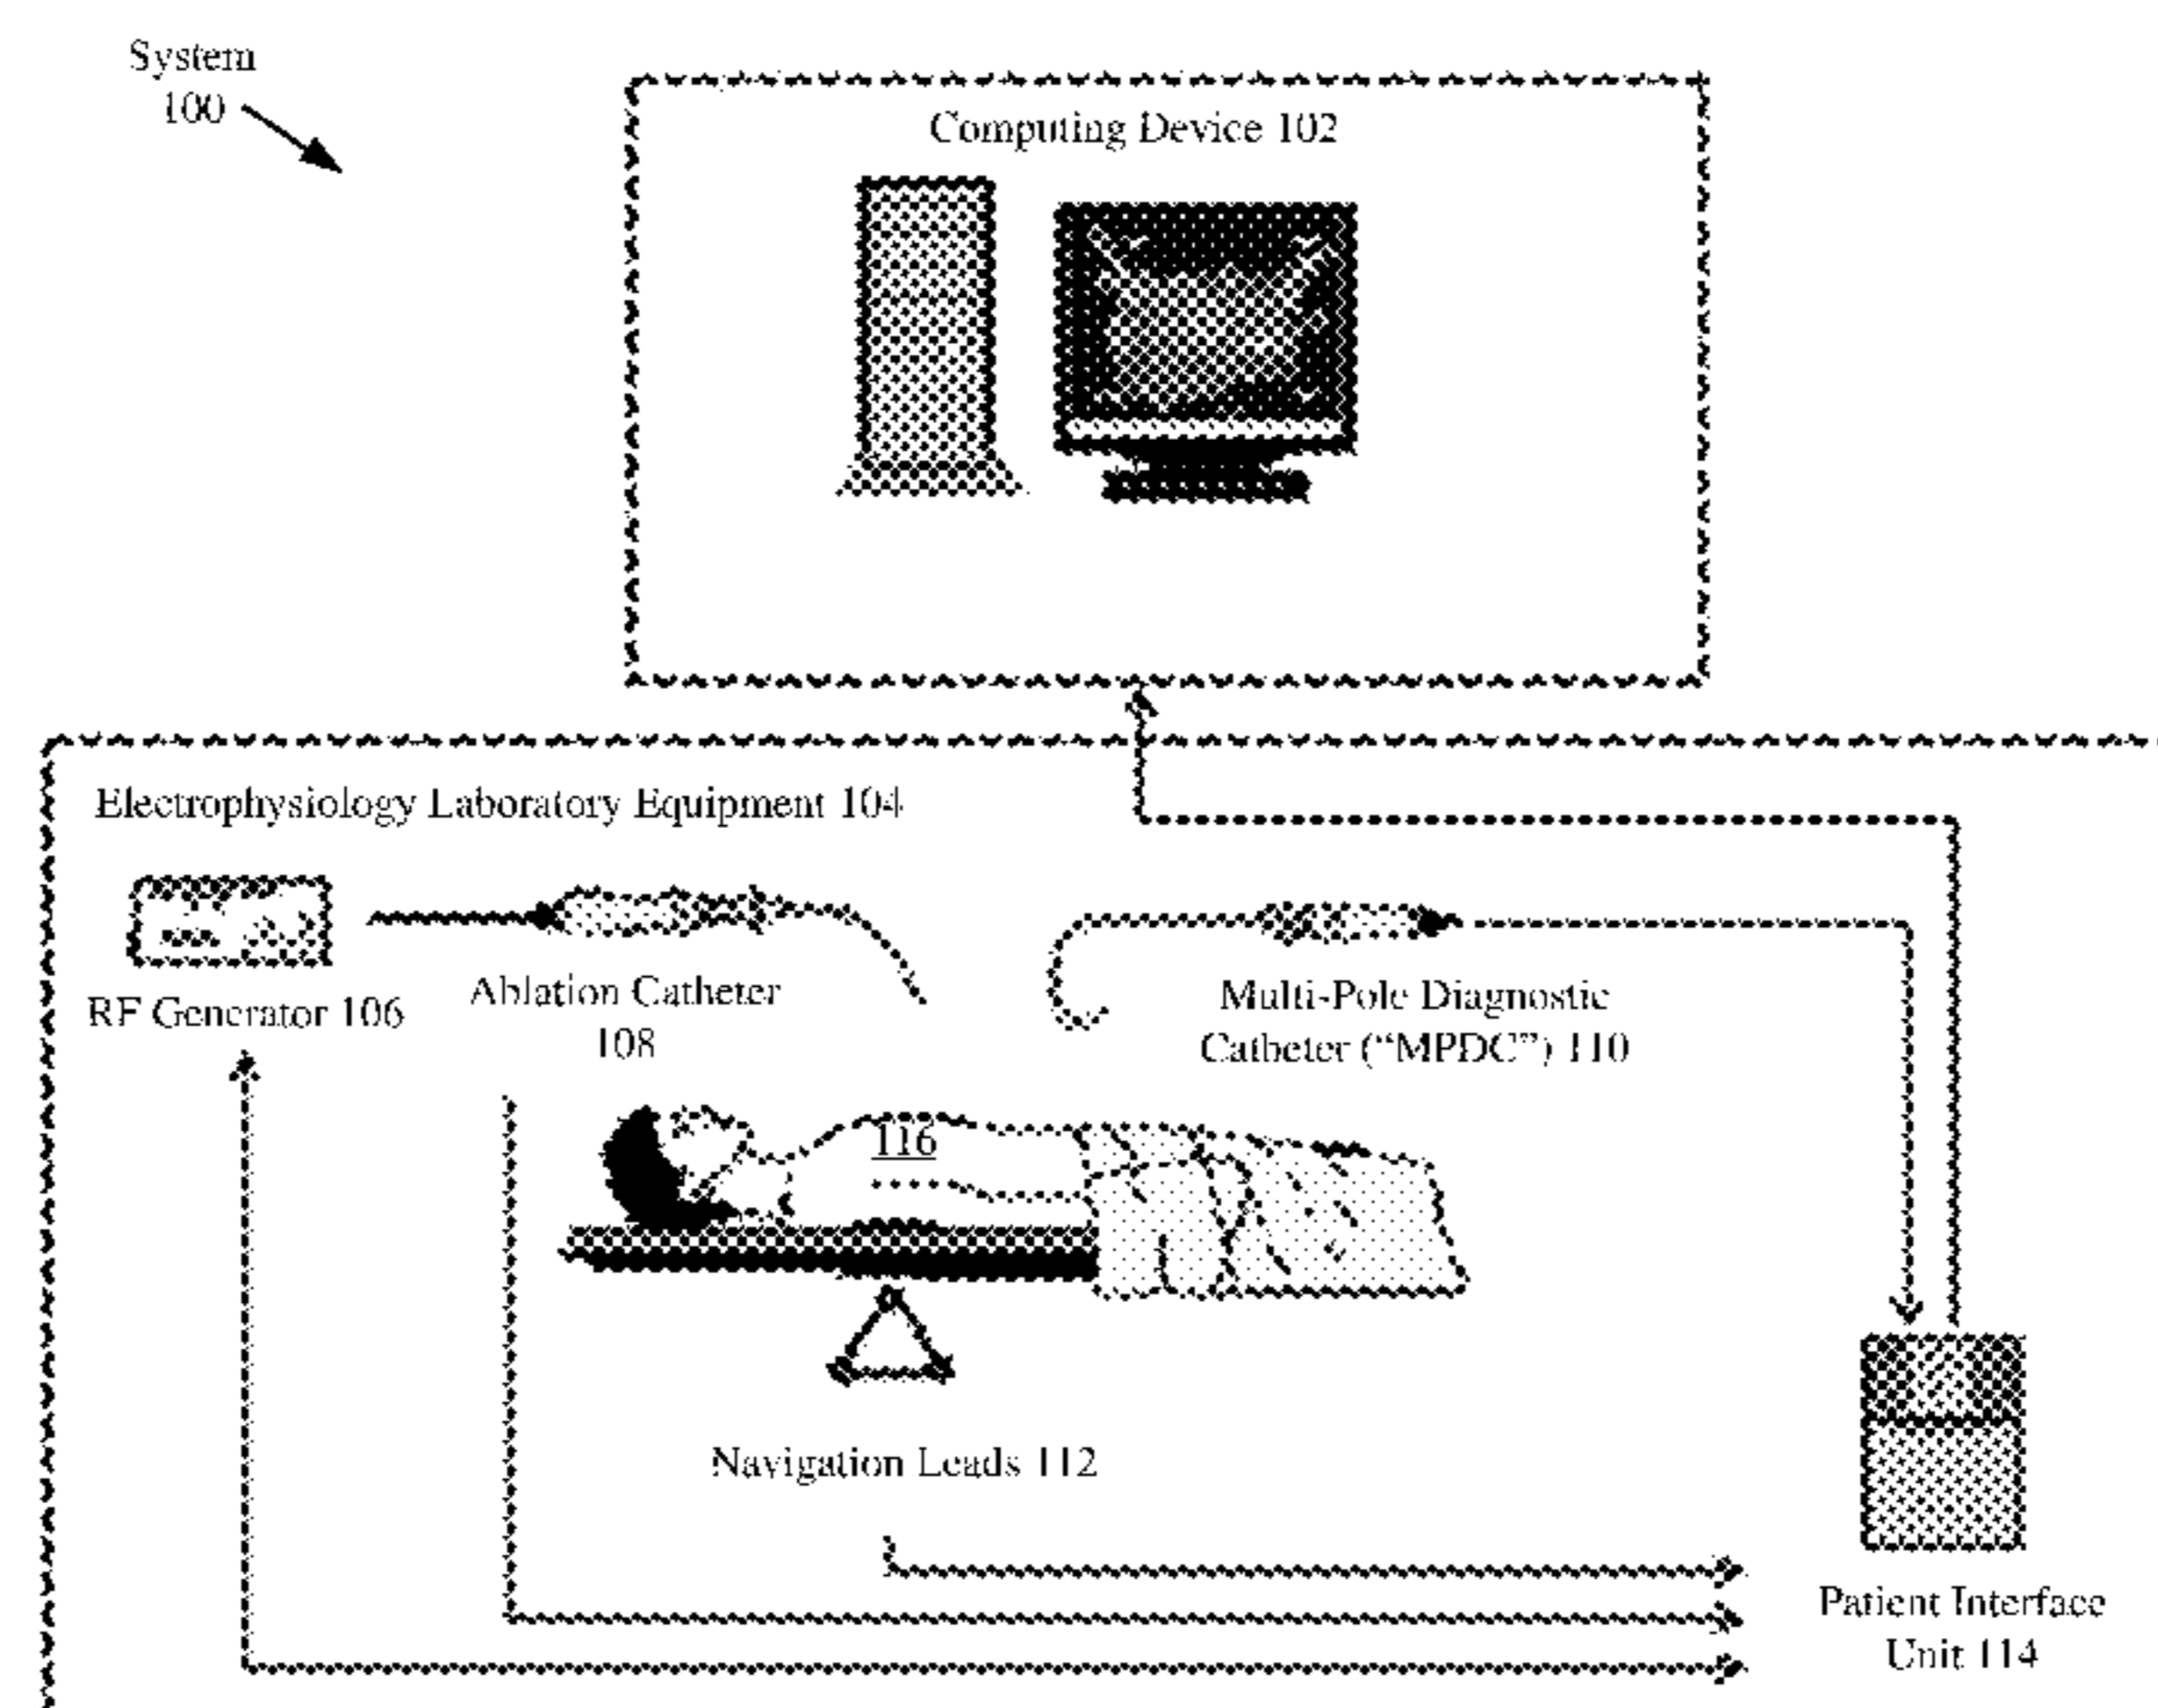 System
100
Computing Device 102
Electrophysiology Laboratory Equipment 104
RF Generator 106
Ablation Catheter
108
Multi-Pole Diagnostic
Catheter (“MPDC”) 110
116
Navigation Leads 112
Patient Interface
Unit 114